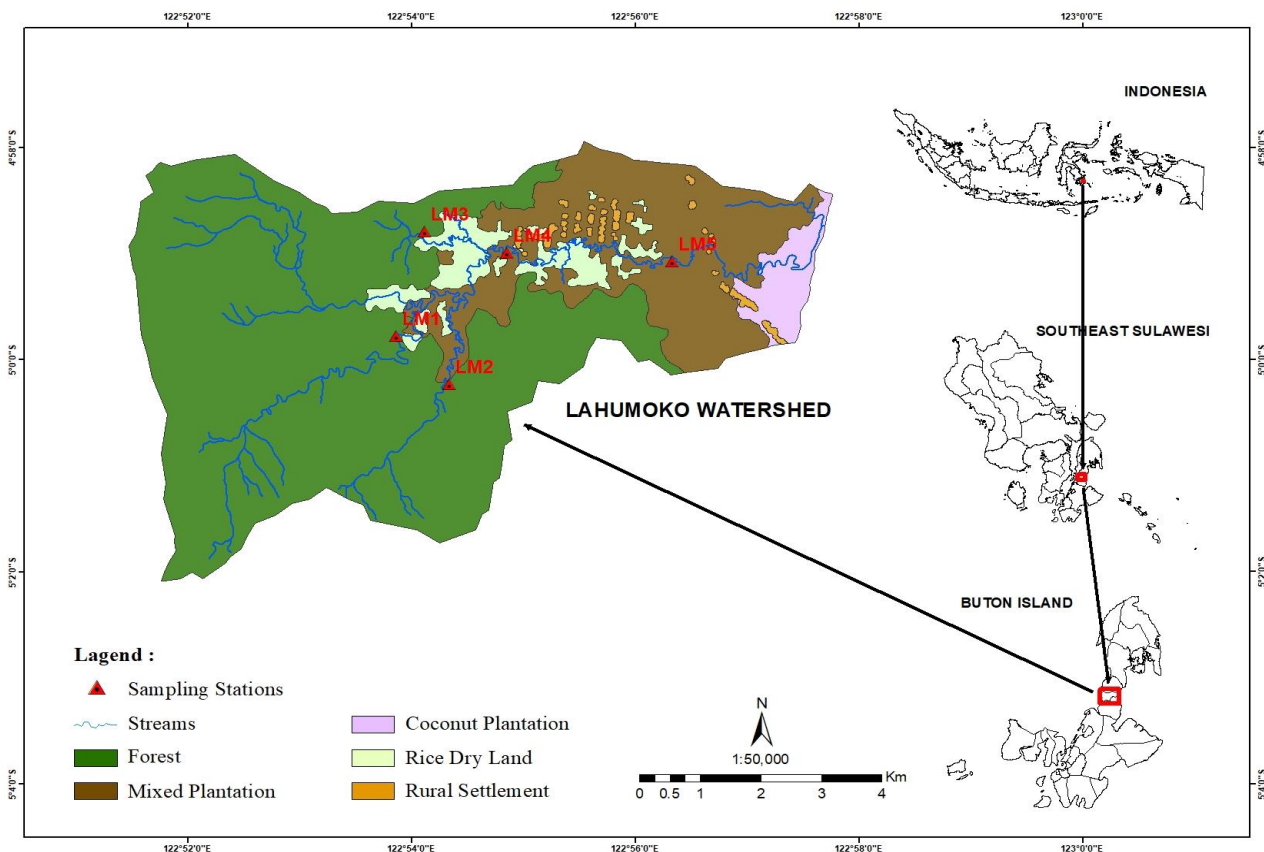 122°52'0"E
122°54'0"E
122°56'0"E
122°58'0"E
123°0'0"E
INDONESIA
4°58'0"S
4°58'0"S
LM3
LM4
LM5
LM1
SOUTHEAST SULAWESI
5°0'0"S
5°0'0"S
LM2
LAHUMOKO WATERSHED
5°2'0"S
5°2'0"S
BUTON ISLAND
Lagend :
Sampling Stations
Streams
Forest
Mixed Plantation
Coconut Plantation
Rice Dry Land
Rural Settlement
N
1:50,000
Km
0 0.5 1 2 3 4
5°4'0"S
5°4'0"S
122°52'0"E
122°54'0"E
122°56'0"E
122°58'0"E
123°0'0"E